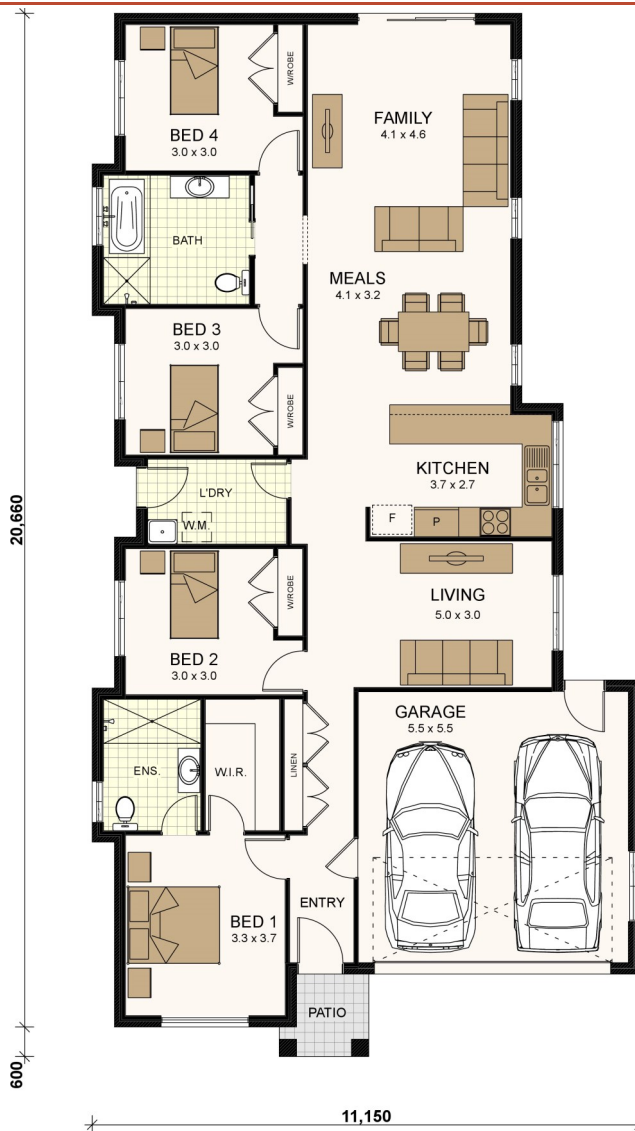 W/ROBE
FAMILY
4.1 x 4.6
BED 4
3.0 x 3.0
BATH
MEALS
4.1 x 3.2
BED 3
3.0 x 3.0
W/ROBE
KITCHEN
3.7 x 2.7
L'DRY
W.M.
F
P
20,660
W/ROBE
LIVING
5.0 x 3.0
BED 2
3.0 x 3.0
GARAGE
5.5 x 5.5
LINEN
ENS.
W.I.R.
ENTRY
BED 1
3.3 x 3.7
PATIO
600
11,150